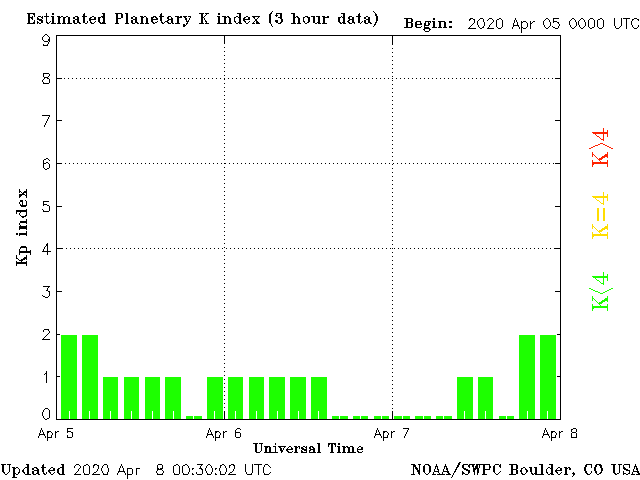 Estimated Planetary K index (3 hour data)
Begin: 2020 Apr 05 0000 UTC
9
8
7
6
5
4
3
2
1
0
Kp index
K>4
K=4
K<4
Apr 5
Apr 6
Apr 7
Apr 8
Universal Time
Updated 2020 Apr 8 00:30:02 UTC
NOAA/SWPC Boulder, CO USA